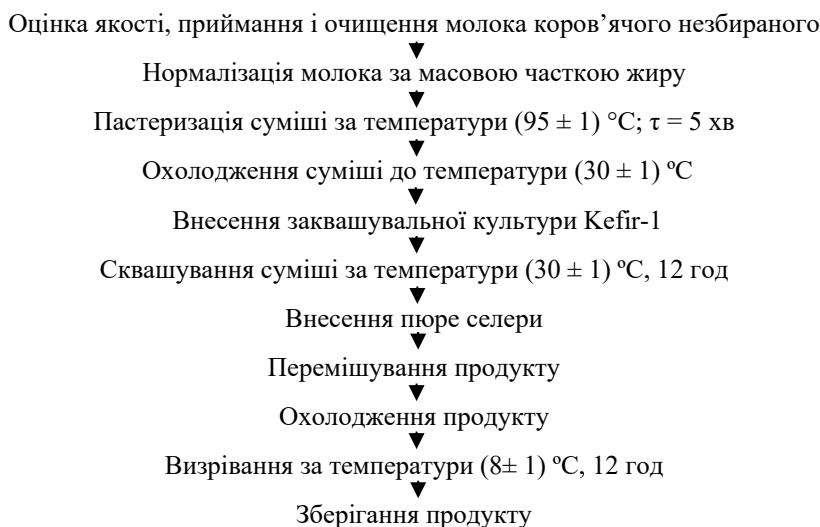 Оцінка якості, приймання і очищення молока коров’ячого незбираного
Нормалізація молока за масовою часткою жиру
Пастеризація суміші за температури (95 ± 1) °С; τ = 5 хв
Охолодження суміші до температури (30 ± 1) ºС
Внесення заквашувальної культури Kefir-1
Сквашування суміші за температури (30 ± 1) ºС, 12 год
Внесення пюре селери
Перемішування продукту
Охолодження продукту
Визрівання за температури (8± 1) ºС, 12 год
Зберігання продукту